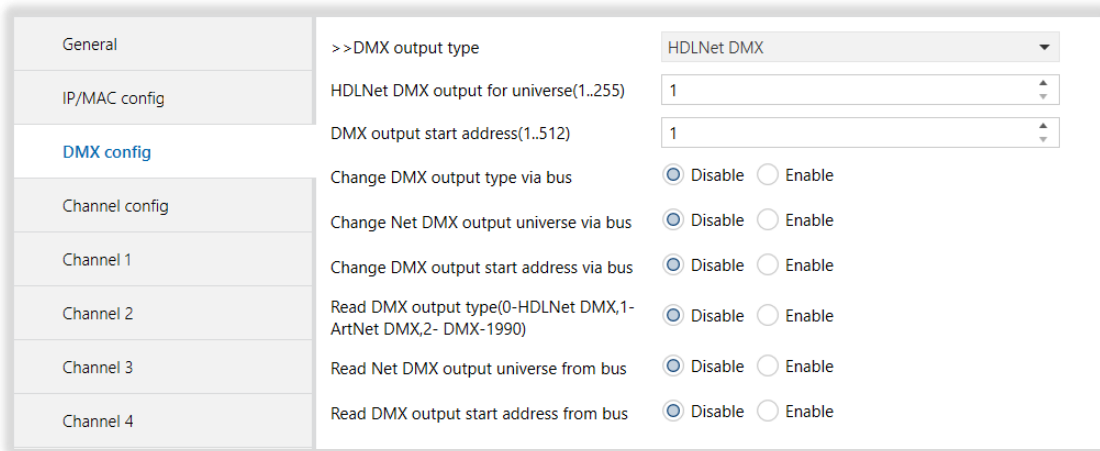 General
IP/MAC config
DMX config
Channel config
Channel 1
Channel 2
Channel 3
Channel 4
>>DMX output type HDLNet DMX
HDLNet DMX output for universe(1..255) 1
DMX output start address(1..512) 1
Change DMX output type via bus Disable Enable
Change Net DMX output universe via bus Disable Enable
Change DMX output start address via bus Disable Enable
Read DMX output type(0-HDLNet DMX,1-
ArtNet DMX,2- DMX-1990) Disable Enable
Read Net DMX output universe from bus Disable Enable
Read DMX output start address from bus Disable Enable